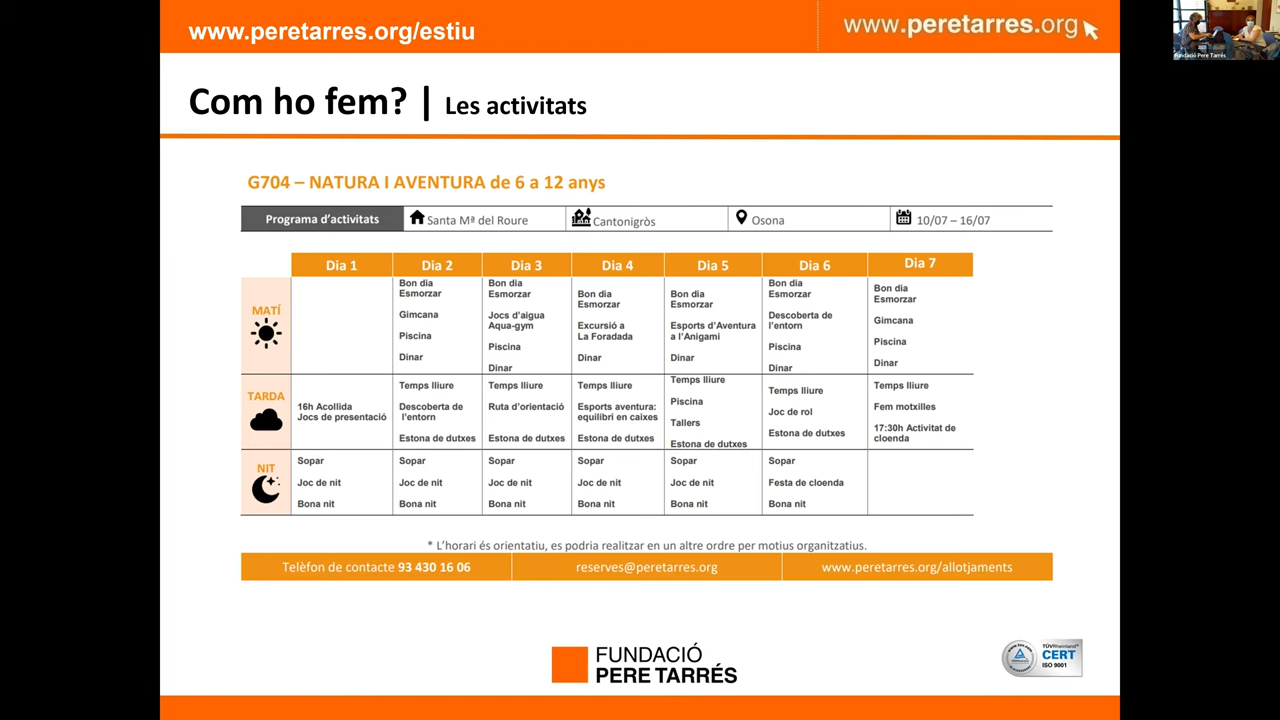 www.peretarres.org/estiu
www.peretarres.org
Fundació Pere Tarrés
Com ho fem? | Les activitats
G704 – NATURA I AVENTURA de 6 a 12 anys
Programa d'activitats Santa Mª del Roure Cantonigròs Osona 10/07 – 16/07
Dia 1 Dia 2 Dia 3 Dia 4 Dia 5 Dia 6 Dia 7
MATÍ
Bon dia
Esmorzar
Gimcana
Piscina
Dinar
Bon dia
Esmorzar
Jocs d'aigua
Aqua-gym
Piscina
Dinar
Bon dia
Esmorzar
Excursió a
La Foradada
Dinar
Bon dia
Esmorzar
Esports d'Aventura
a l'Anigami
Dinar
Bon dia
Esmorzar
Descoberta de
l'entorn
Piscina
Dinar
Bon dia
Esmorzar
Gimcana
Piscina
Dinar
TARDA
16h Acollida
Jocs de presentació
Temps lliure
Descoberta de
l'entorn
Estona de dutxes
Temps lliure
Ruta d'orientació
Estona de dutxes
Temps lliure
Esports aventura:
equilibri en caixes
Estona de dutxes
Temps lliure
Piscina
Tallers
Estona de dutxes
Temps lliure
Joc de rol
Estona de dutxes
Temps lliure
Fem motxilles
17:30h Activitat de
cloenda
NIT
Sopar
Joc de nit
Bona nit
Sopar
Joc de nit
Bona nit
Sopar
Joc de nit
Bona nit
Sopar
Joc de nit
Bona nit
Sopar
Joc de nit
Bona nit
Sopar
Festa de cloenda
Bona nit
* L'horari és orientatiu, es podria realitzar en un altre ordre per motius organitzatius.
Telèfon de contacte 93 430 16 06 reserves@peretarres.org www.peretarres.org/allotjaments
FUNDACIÓ
PERE TARRÉS
TÜVRheinland®
CERT
ISO 9001